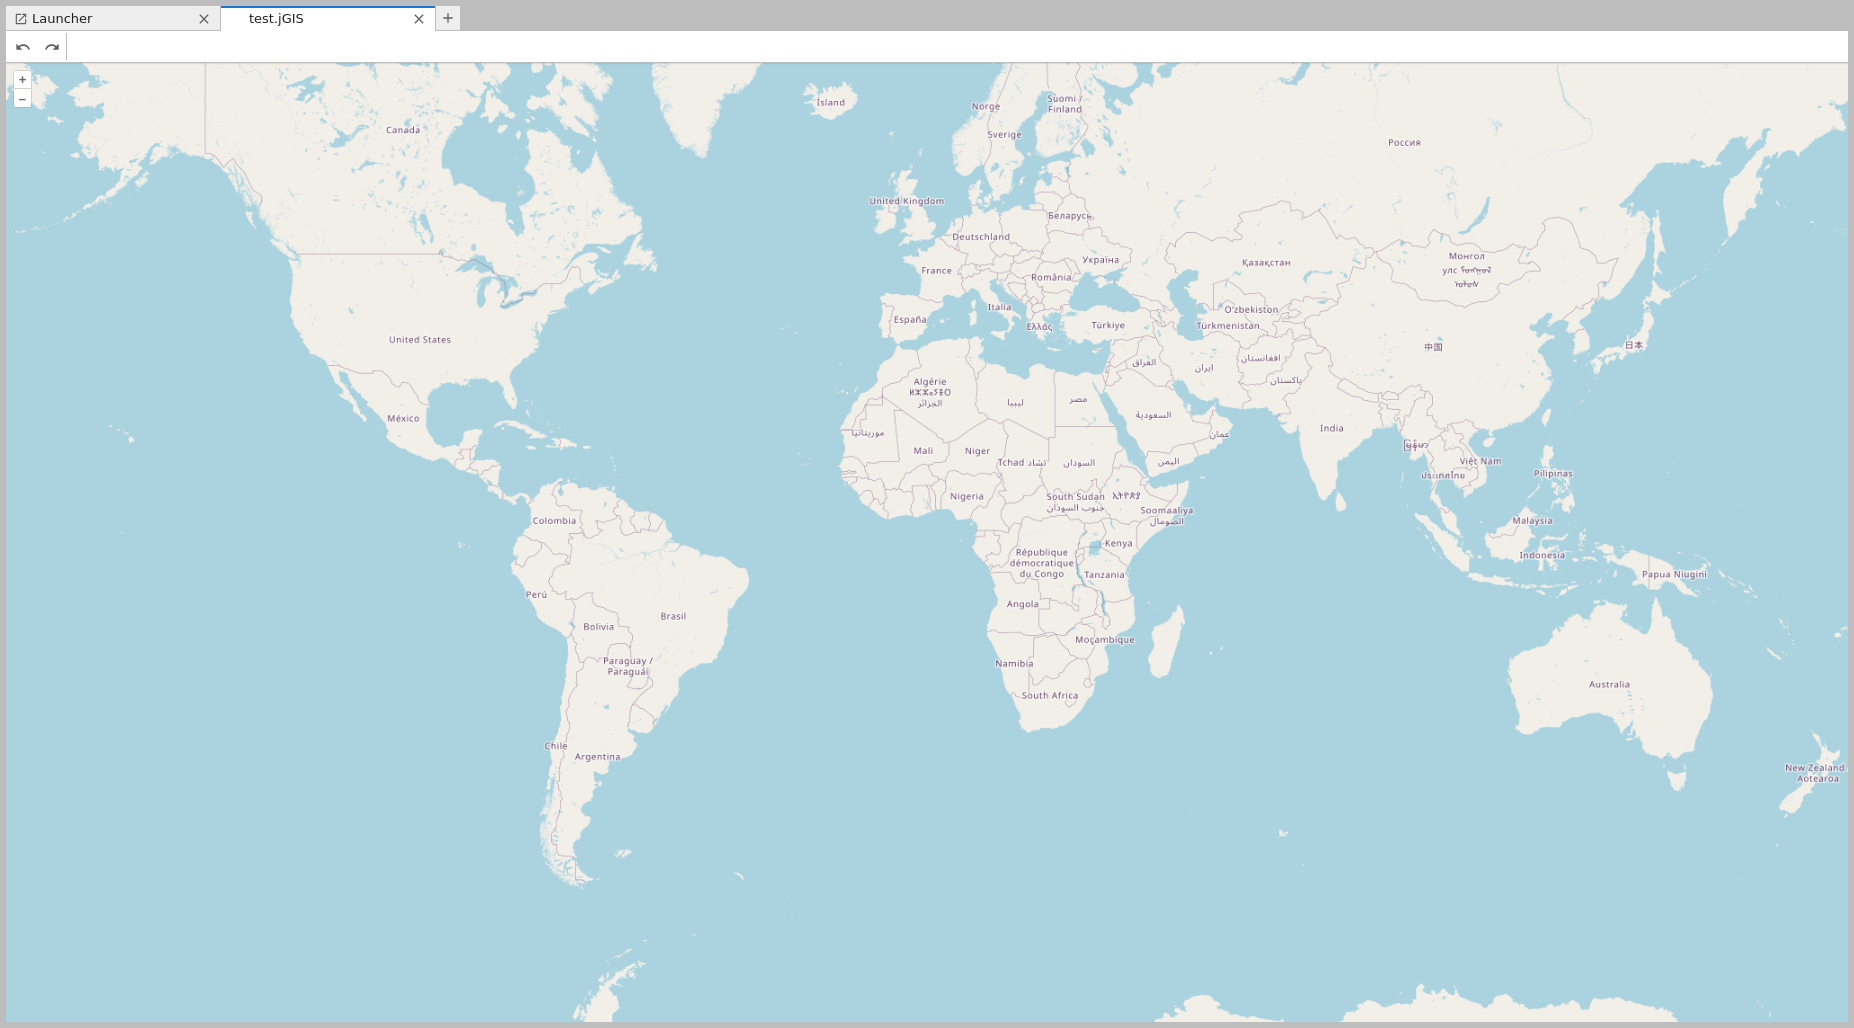 Launcher
test.jGIS
+
–
Ísland
Norge
Suomi /
Finland
Canada
Sverige
Россия
United Kingdom
Беларусь
Deutschland
Україна
Монгол
улс
Қазақстан
France
România
Italia
Oʻzbekiston
España
Ελλάς
Türkiye
Türkmenistan
United States
日本
中国
افغانستان
العراق
ایران
پاکستان
Algérie
ⵍⵣⵣⴰⵢⴻⵔ
الجزائر
ليبيا
مصر
México
السعودية
India
موريتانيا
عمان
မြန်မာ
Mali
Niger
Tchad تشاد
السودان
اليمن
Việt Nam
Pilipinas
ประเทศไทย
Nigeria
South Sudan
جنوب السودان
ኢትዮጵያ
Soomaaliya
الصومال
Colombia
Malaysia
Kenya
République
démocratique
du Congo
Indonesia
Tanzania
Papua Niugini
Perú
Angola
Brasil
Bolivia
Moçambique
Paraguay /
Paraguái
Namibia
Australia
South Africa
Chile
Argentina
New Zealand
Aotearoa